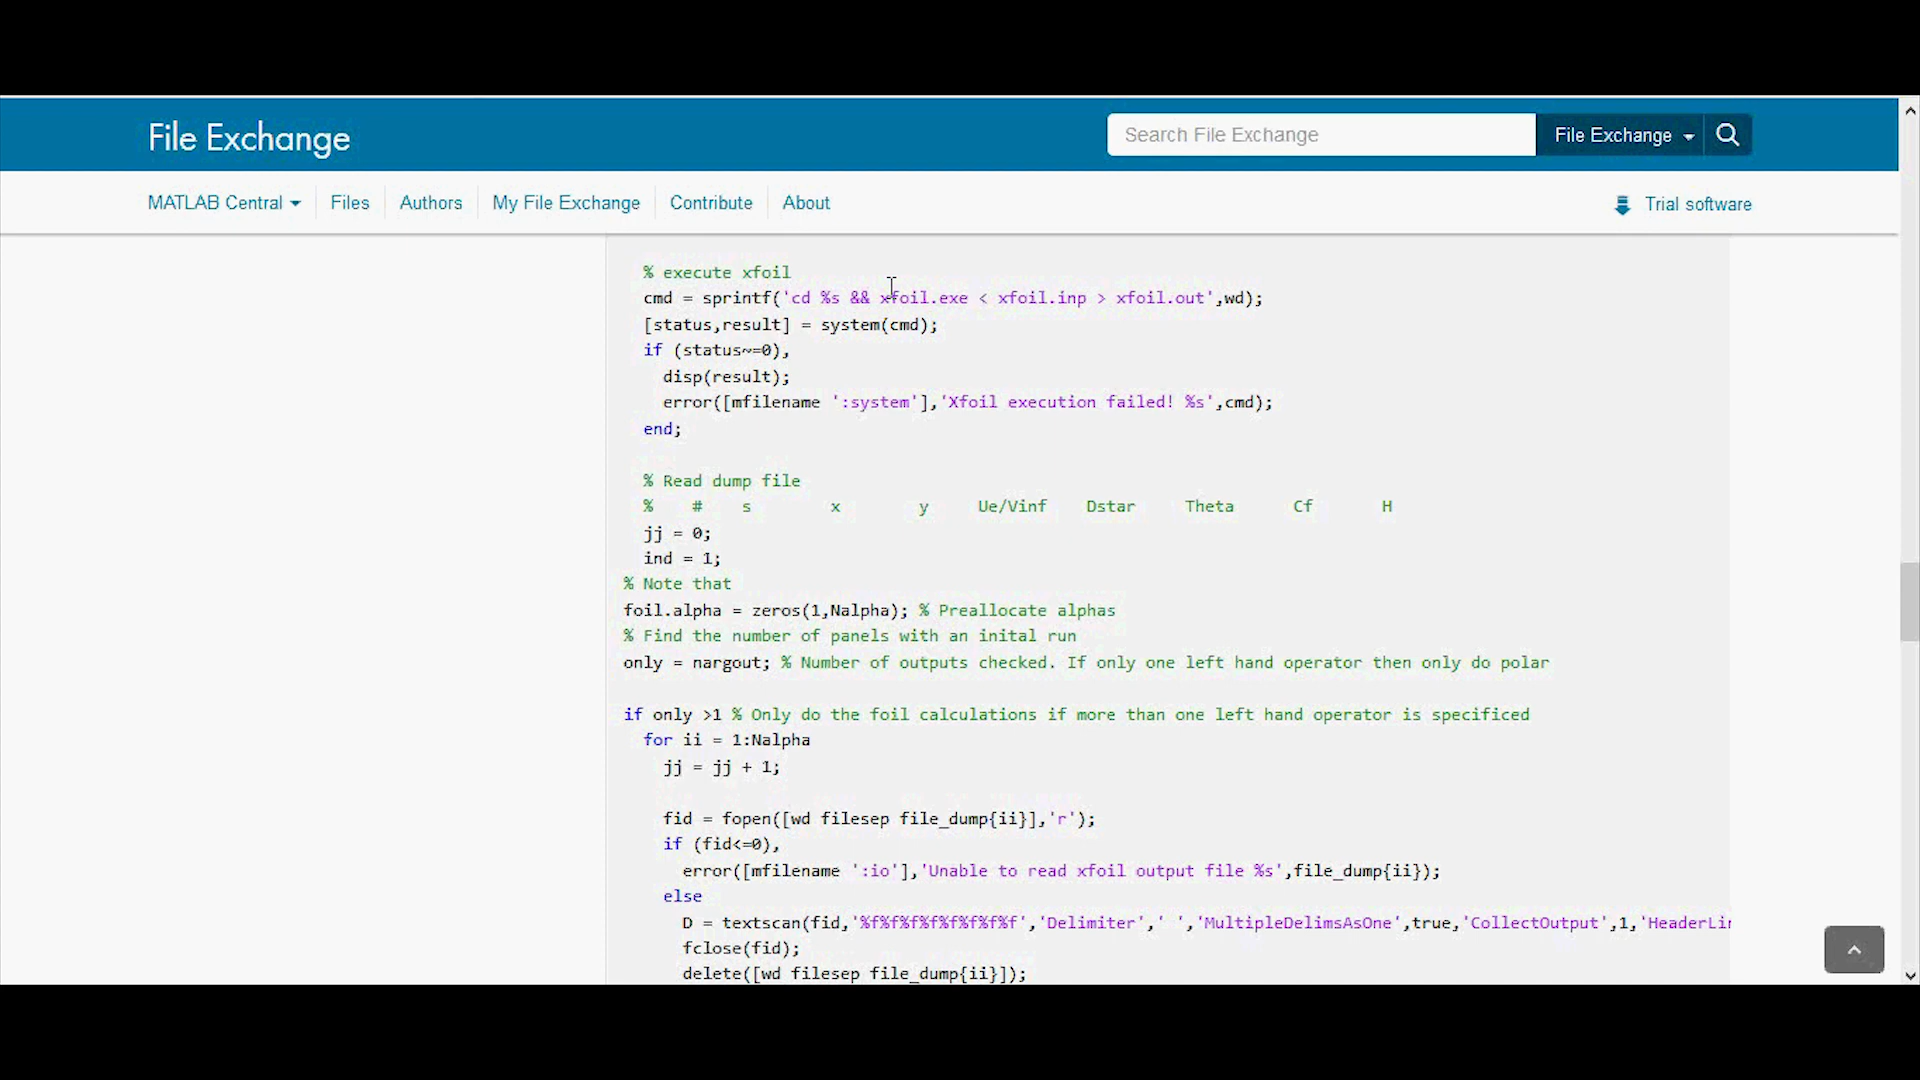 File Exchange
Search File Exchange
File Exchange
MATLAB Central
Files
Authors
My File Exchange
Contribute
About
Trial software
% execute xfoil
cmd = sprintf('cd %s && xfoil.exe < xfoil.inp > xfoil.out',wd);
[status,result] = system(cmd);
if (status~=0),
disp(result);
error([mfilename ':system'],'Xfoil execution failed! %s',cmd);
end;
% Read dump file
% # s x y Ue/Vinf Dstar Theta Cf H
jj = 0;
ind = 1;
% Note that
foil.alpha = zeros(1,Nalpha); % Preallocate alphas
% Find the number of panels with an inital run
only = nargout; % Number of outputs checked. If only one left hand operator then only do polar
if only >1 % Only do the foil calculations if more than one left hand operator is specificed
for ii = 1:Nalpha
jj = jj + 1;
fid = fopen([wd filesep file_dump{ii}],'r');
if (fid<=0),
error([mfilename ':io'],'Unable to read xfoil output file %s',file_dump{ii});
else
D = textscan(fid,'%f%f%f%f%f%f%f%f','Delimiter',' ','MultipleDelimsAsOne',true,'CollectOutput',1,'HeaderLin
fclose(fid);
delete([wd filesep file_dump{ii}]);